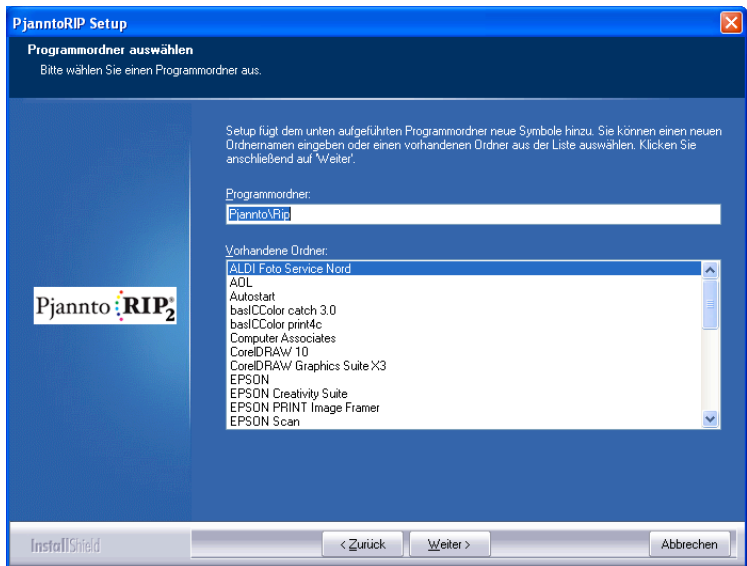 PjanntoRIP Setup
Programmordner auswählen
Bitte wählen Sie einen Programmordner aus.
Setup fügt dem unten aufgeführten Programmordner neue Symbole hinzu. Sie können einen neuen
Ordnernamen eingeben oder einen vorhandenen Ordner aus der Liste auswählen. Klicken Sie
anschließend auf 'Weiter'.
Programmordner:
Pjannto\Rip
Vorhandene Ordner:
ALDI Foto Service Nord
AOL
Autostart
basICColor catch 3.0
basICColor print4c
Computer Associates
CorelDRAW 10
CorelDRAW Graphics Suite X3
EPSON
EPSON Creativity Suite
EPSON PRINT Image Framer
EPSON Scan
Pjannto RIP®2
InstallShield
< Zurück
Weiter >
Abbrechen